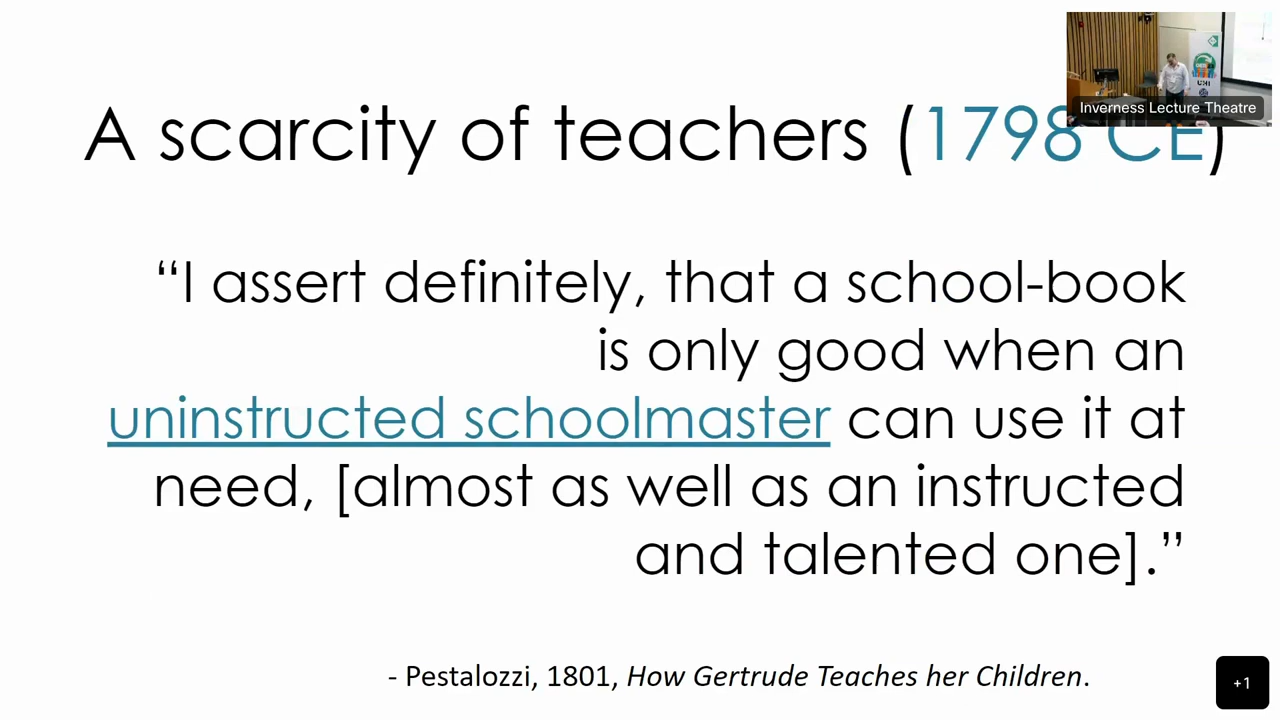 A scarcity of teachers (1798 CE)
Inverness Lecture Theatre
“I assert definitely, that a school-book
is only good when an
uninstructed schoolmaster can use it at
need, [almost as well as an instructed
and talented one].”
- Pestalozzi, 1801, How Gertrude Teaches her Children.
+1